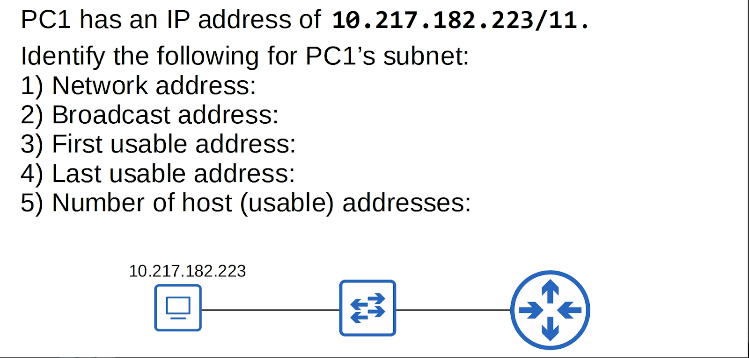 PC1 has an IP address of 10.217.182.223/11.
Identify the following for PC1's subnet:
1) Network address:
2) Broadcast address:
3) First usable address:
4) Last usable address:
5) Number of host (usable) addresses:
10.217.182.223